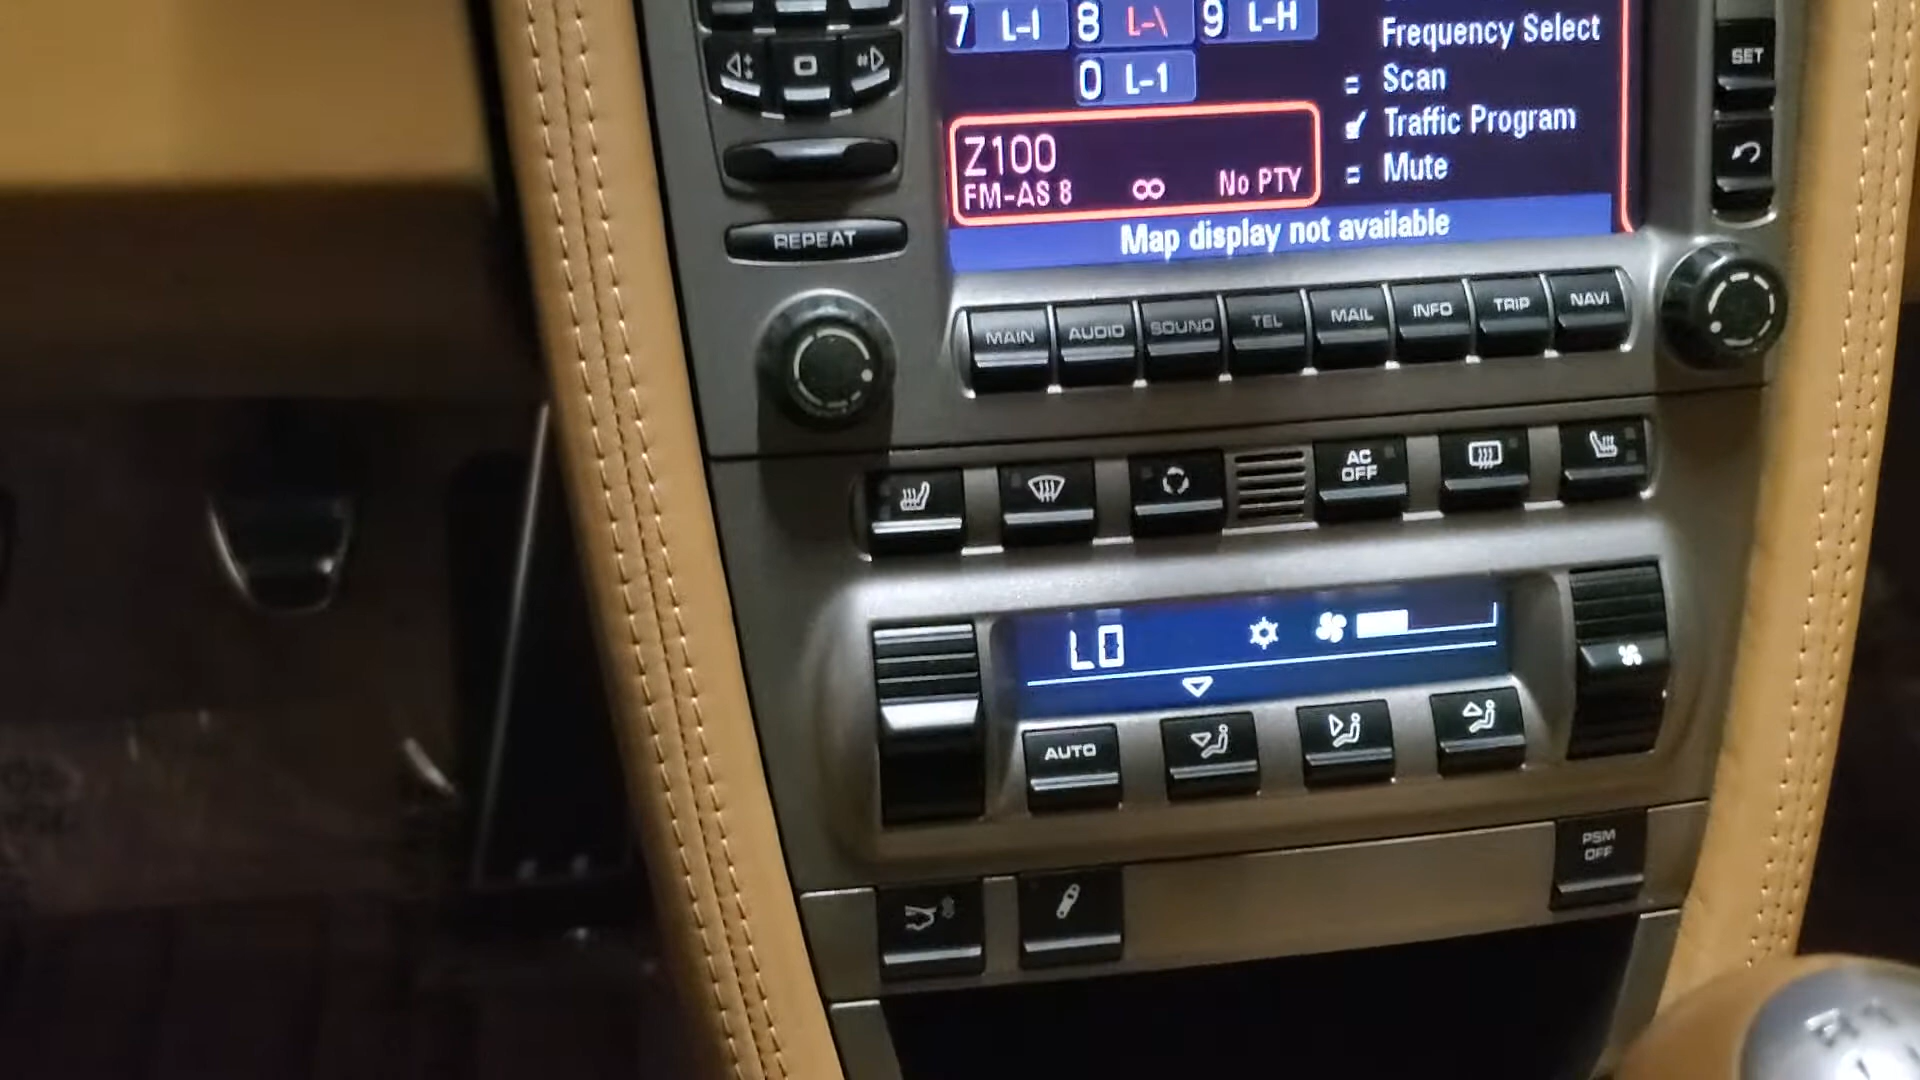 7 L-I 8 L-\ 9 L-H
0 L-1
Frequency Select
Scan
Traffic Program
Mute
Z100
FM-AS 8 ∞ No PTY
Map display not available
SET
REPEAT
MAIN AUDIO SOUND TEL MAIL INFO TRIP NAVI
AC
OFF
LO
AUTO
PSM
OFF